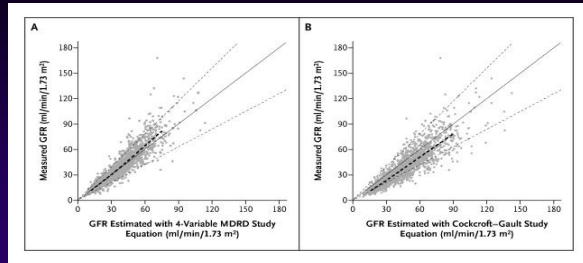 A
180
150
120
90
60
30
0
Measured GFR (ml/min/1.73 m²)
0 30 60 90 120 150 180
GFR Estimated with 4-Variable MDRD Study
Equation (ml/min/1.73 m²)
B
180
150
120
90
60
30
0
Measured GFR (ml/min/1.73 m²)
0 30 60 90 120 150 180
GFR Estimated with Cockcroft–Gault Study
Equation (ml/min/1.73 m²)